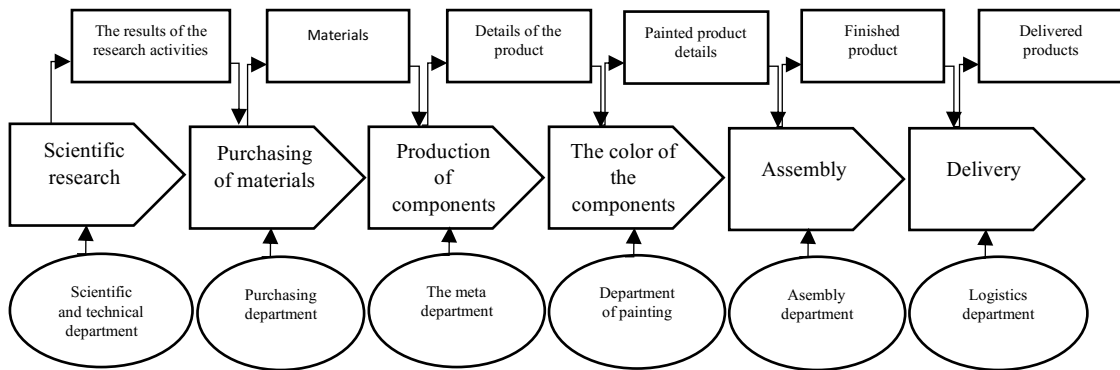 The results of the
research activities
Materials
Details of the
product
Painted product
details
Finished
product
Delivered
products
Scientific
research
Purchasing
of materials
Production
of
components
The color of
the
components
Assembly
Delivery
Scientific
and technical
department
Purchasing
department
The meta
department
Department
of painting
Asembly
department
Logistics
department